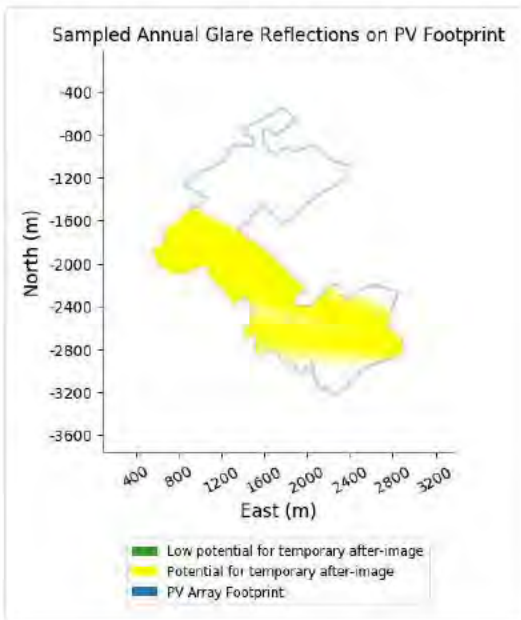 Sampled Annual Glare Reflections on PV Footprint
North (m)
-400
-800
-1200
-1600
-2000
-2400
-2800
-3200
-3600
400 800 1200 1600 2000 2400 2800 3200
East (m)
Low potential for temporary after-image
Potential for temporary after-image
PV Array Footprint